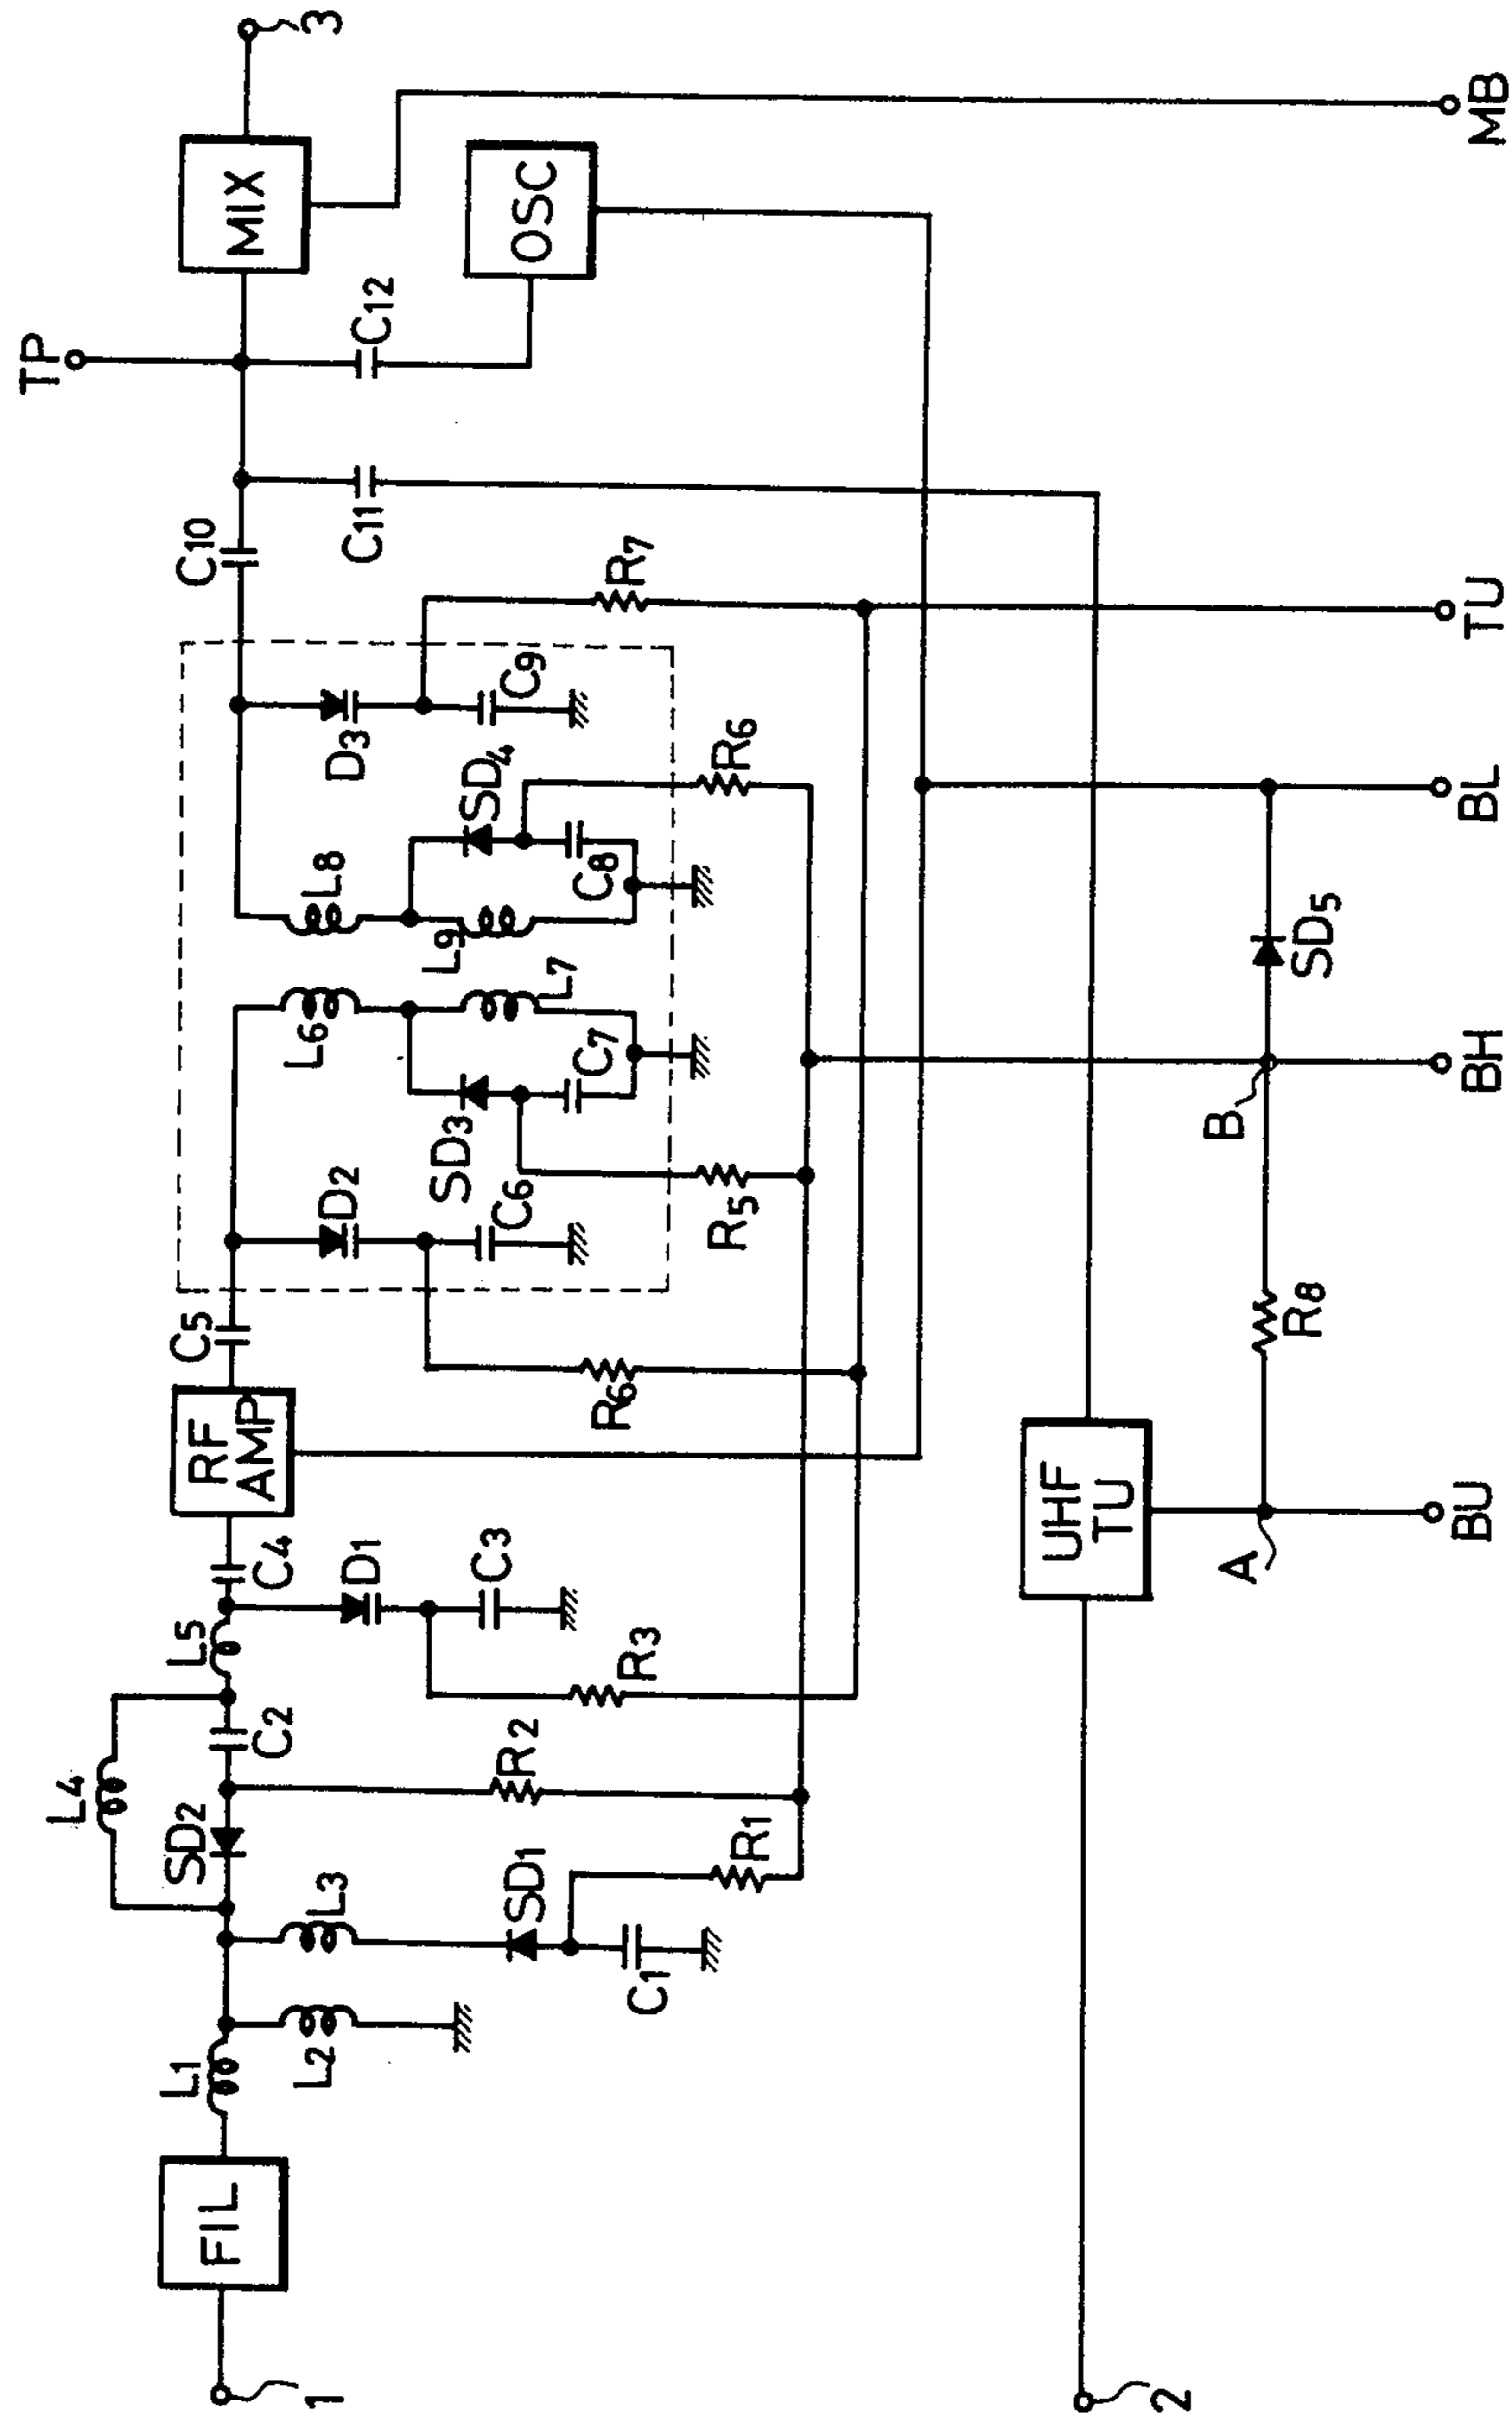 1
FIL
L1
L2
L3
SD1
C1
R1
L4
SD2
C2
R2
L5
D1
C3
R3
C4
RF
AMP
C5
R6
D2
C6
SD3
C7
R5
L6
L7
L8
L9
SD4
C8
R6
D3
C9
R7
C10
C11
C12
TP
MIX
OSC
3
2
UHF
TU
A
R8
B
SD5
BU
BH
BL
TU
MB